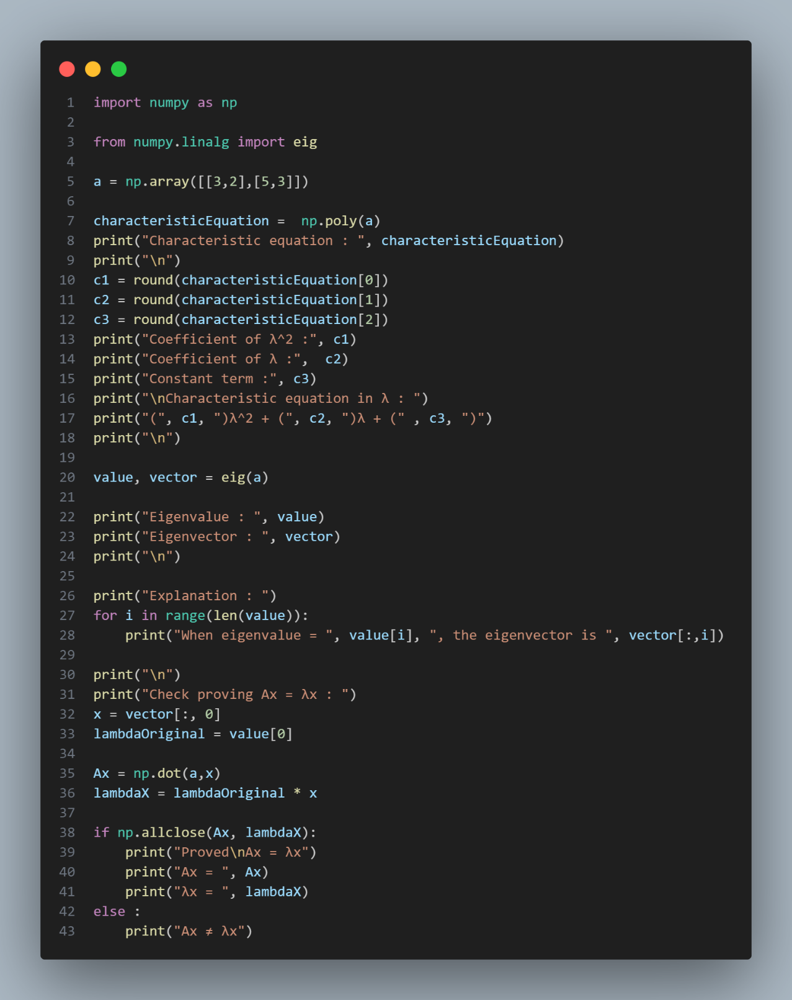 1 import numpy as np
2
3 from numpy.linalg import eig
4
5 a = np.array([[3,2],[5,3]])
6
7 characteristicEquation =  np.poly(a)
8 print("Characteristic equation : ", characteristicEquation)
9 print("\n")
10 c1 = round(characteristicEquation[0])
11 c2 = round(characteristicEquation[1])
12 c3 = round(characteristicEquation[2])
13 print("Coefficient of λ^2 :", c1)
14 print("Coefficient of λ :",  c2)
15 print("Constant term :", c3)
16 print("\nCharacteristic equation in λ : ")
17 print("(", c1, ")λ^2 + (", c2, ")λ + (" , c3, ")")
18 print("\n")
19
20 value, vector = eig(a)
21
22 print("Eigenvalue : ", value)
23 print("Eigenvector : ", vector)
24 print("\n")
25
26 print("Explanation : ")
27 for i in range(len(value)):
28     print("When eigenvalue = ", value[i], ", the eigenvector is ", vector[:,i])
29
30 print("\n")
31 print("Check proving Ax = λx : ")
32 x = vector[:, 0]
33 lambdaOriginal = value[0]
34
35 Ax = np.dot(a,x)
36 lambdaX = lambdaOriginal * x
37
38 if np.allclose(Ax, lambdaX):
39     print("Proved\nAx = λx")
40     print("Ax = ", Ax)
41     print("λx = ", lambdaX)
42 else :
43     print("Ax ≠ λx")